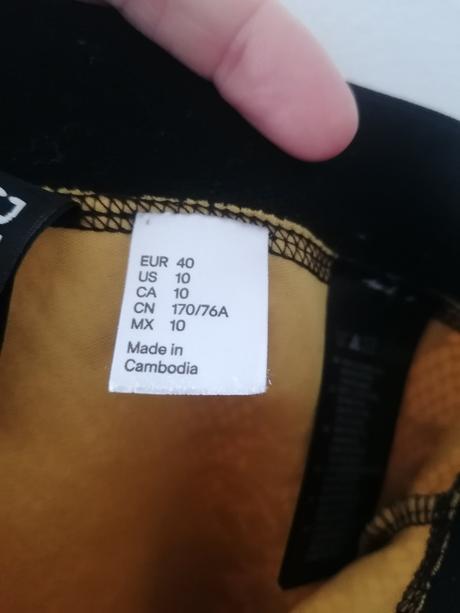 EUR 40
US 10
CA 10
CN 170/76A
MX 10
Made in
Cambodia